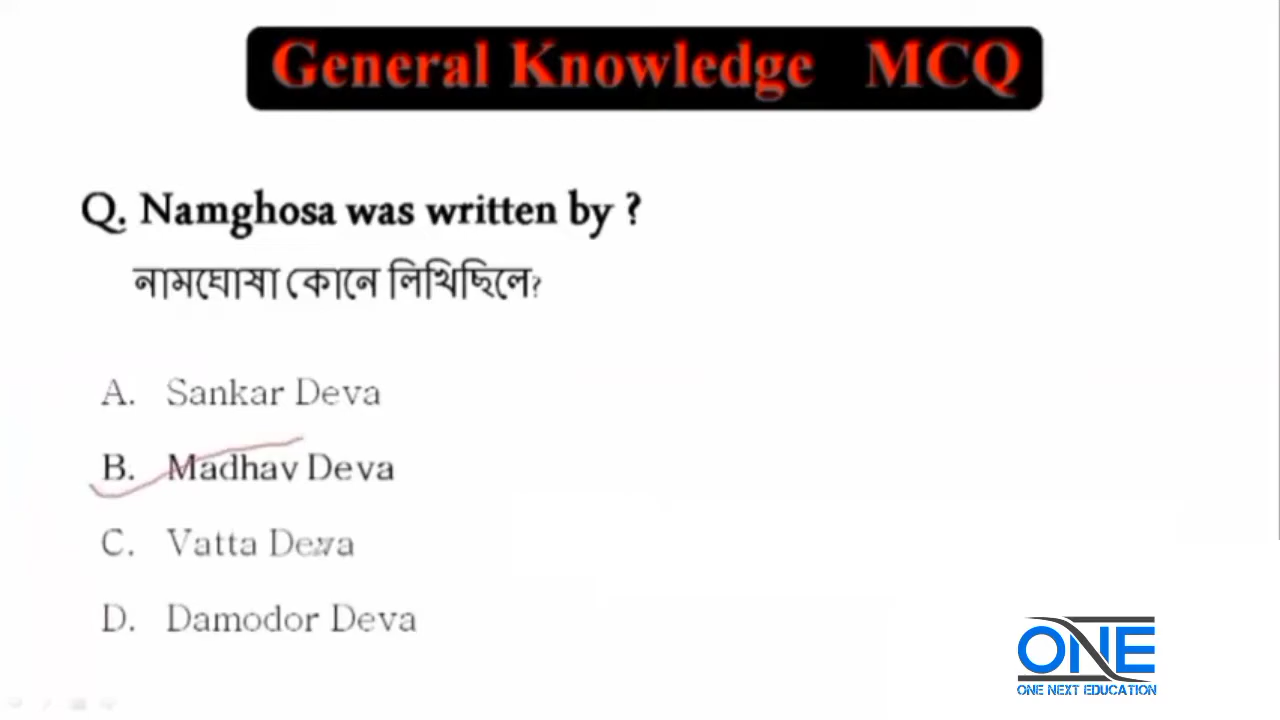 General Knowledge MCQ
Q. Namghosa was written by ?
নামঘোষা কোনে লিখিছিলে?
A. Sankar Deva
B. Madhav Deva
C. Vatta Deva
D. Damodor Deva
ONE
ONE NEXT EDUCATION